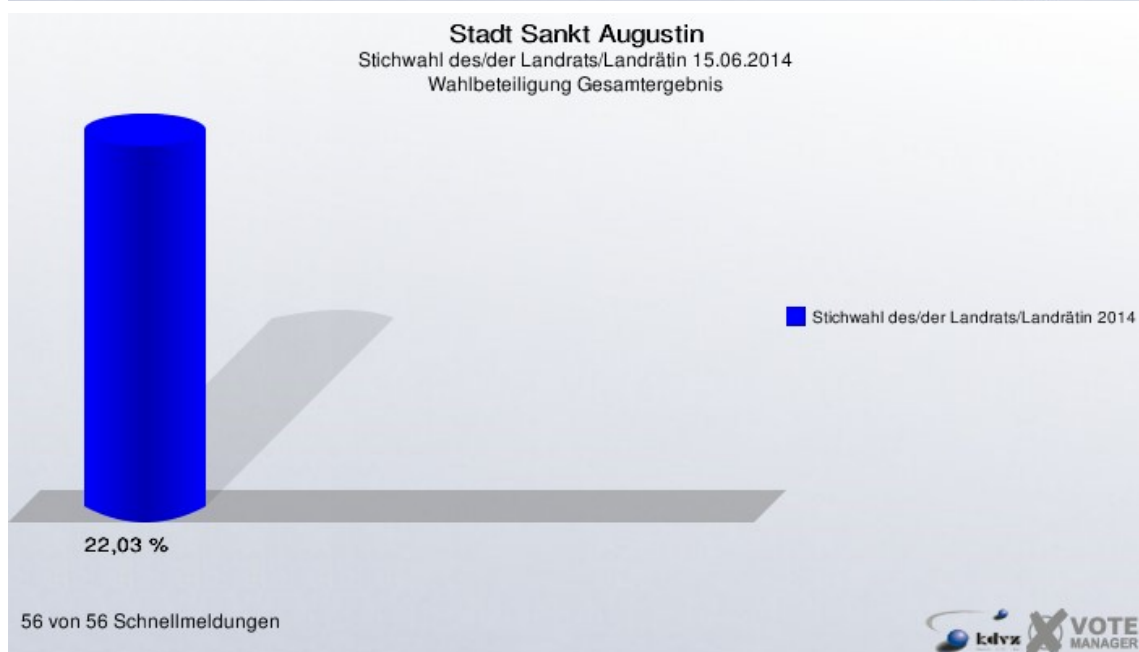 Stadt Sankt Augustin
Stichwahl des/der Landrats/Landrätin 15.06.2014
Wahlbeteiligung Gesamtergebnis
Stichwahl des/der Landrats/Landrätin 2014
22,03 %
56 von 56 Schnellmeldungen
kdvz
VOTE
MANAGER